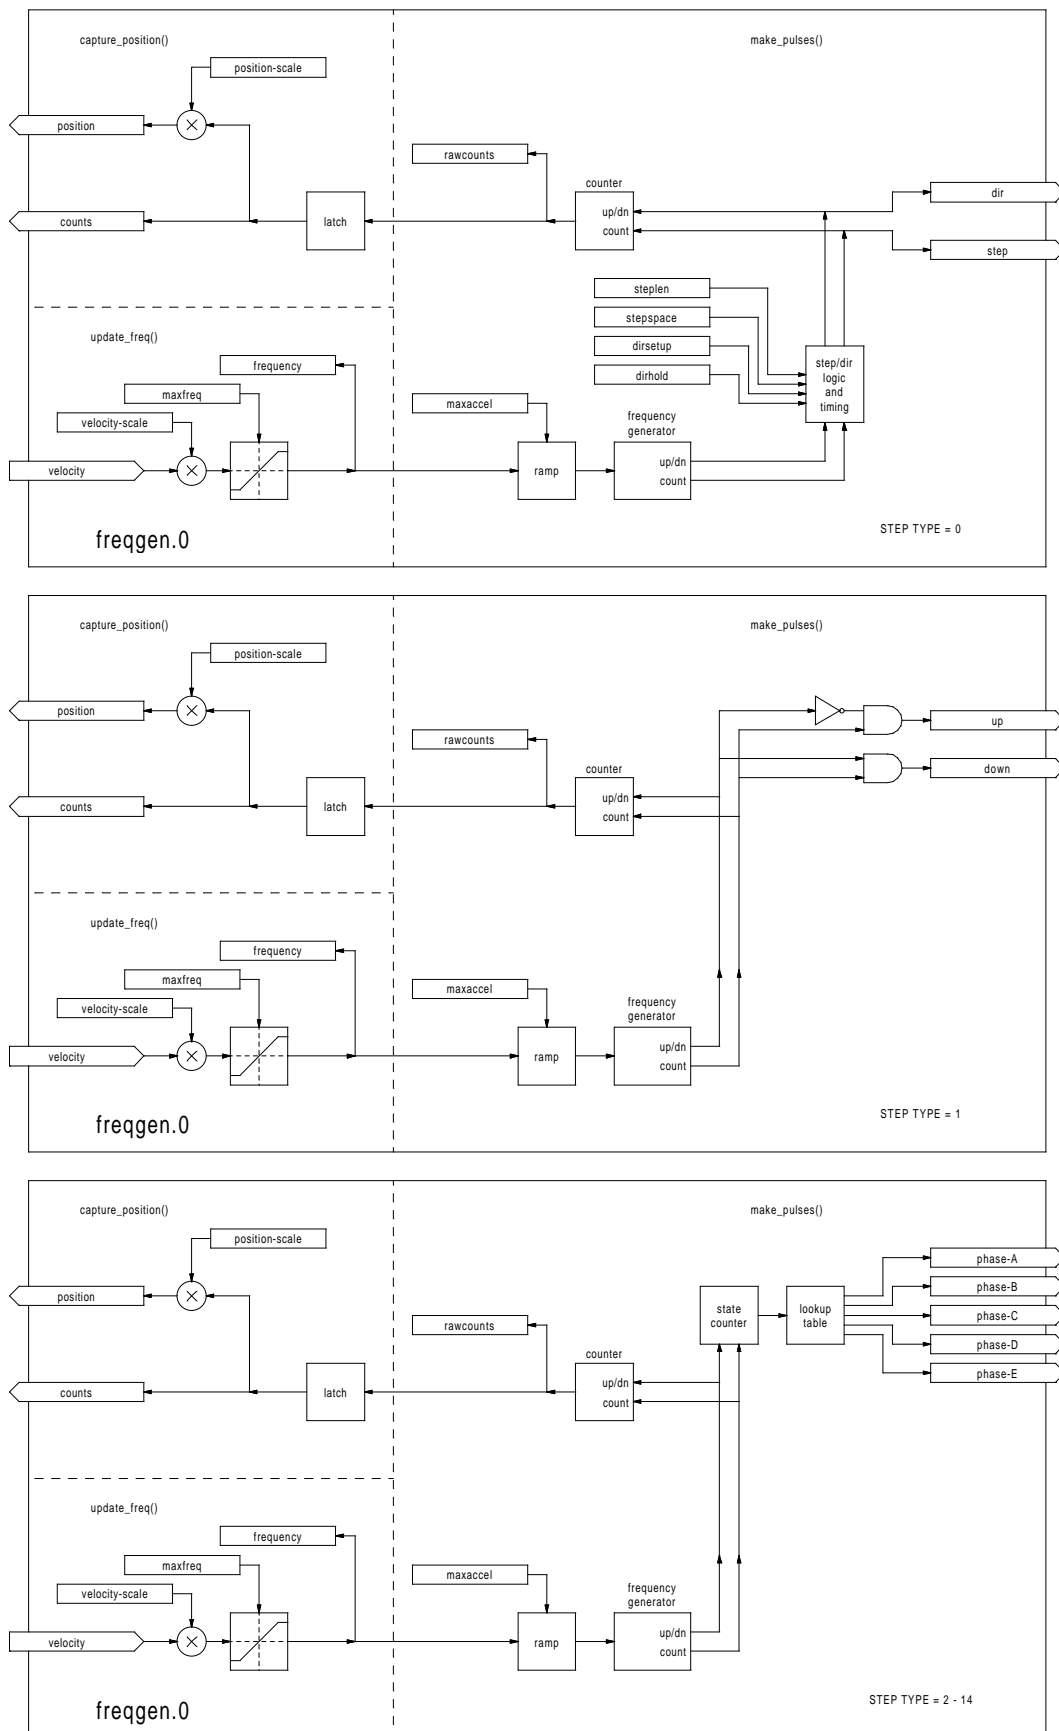 capture_position()
make_pulses()
position-scale
position
rawcounts
counter
up/dn
count
latch
counts
dir
step
steplen
stepspace
dirsetup
dirhold
step/dir
logic
and
timing
update_freq()
frequency
maxfreq
velocity-scale
velocity
maxaccel
ramp
frequency
generator
up/dn
count
freqgen.0
STEP TYPE = 0
capture_position()
make_pulses()
position-scale
position
rawcounts
counter
up/dn
count
latch
counts
up
down
update_freq()
frequency
maxfreq
velocity-scale
velocity
maxaccel
ramp
frequency
generator
up/dn
count
freqgen.0
STEP TYPE = 1
capture_position()
make_pulses()
position-scale
position
rawcounts
counter
up/dn
count
latch
counts
state
counter
lookup
table
phase-A
phase-B
phase-C
phase-D
phase-E
update_freq()
frequency
maxfreq
velocity-scale
velocity
maxaccel
ramp
frequency
generator
up/dn
count
freqgen.0
STEP TYPE = 2 - 14